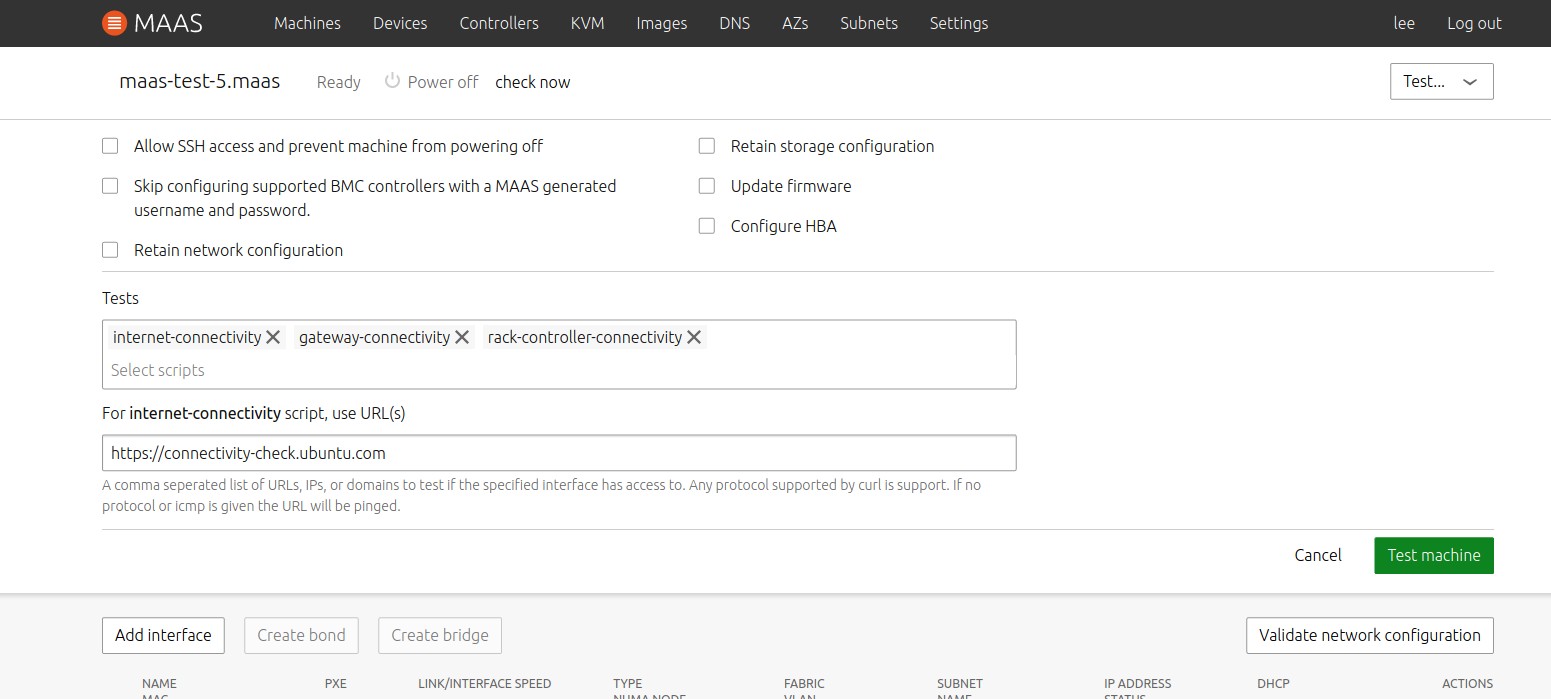 MAAS Machines Devices Controllers KVM Images DNS AZs Subnets Settings lee Log out
maas-test-5.maas Ready Power off check now Test...
Allow SSH access and prevent machine from powering off
Skip configuring supported BMC controllers with a MAAS generated
username and password.
Retain network configuration
Retain storage configuration
Update firmware
Configure HBA
Tests
internet-connectivity gateway-connectivity rack-controller-connectivity
Select scripts
For internet-connectivity script, use URL(s)
https://connectivity-check.ubuntu.com
A comma seperated list of URLs, IPs, or domains to test if the specified interface has access to. Any protocol supported by curl is support. If no
protocol or icmp is given the URL will be pinged.
Cancel Test machine
Add interface Create bond Create bridge Validate network configuration
NAME PXE LINK/INTERFACE SPEED TYPE FABRIC SUBNET IP ADDRESS DHCP ACTIONS
MAC NUMA NODE VLAN NAME STATUS